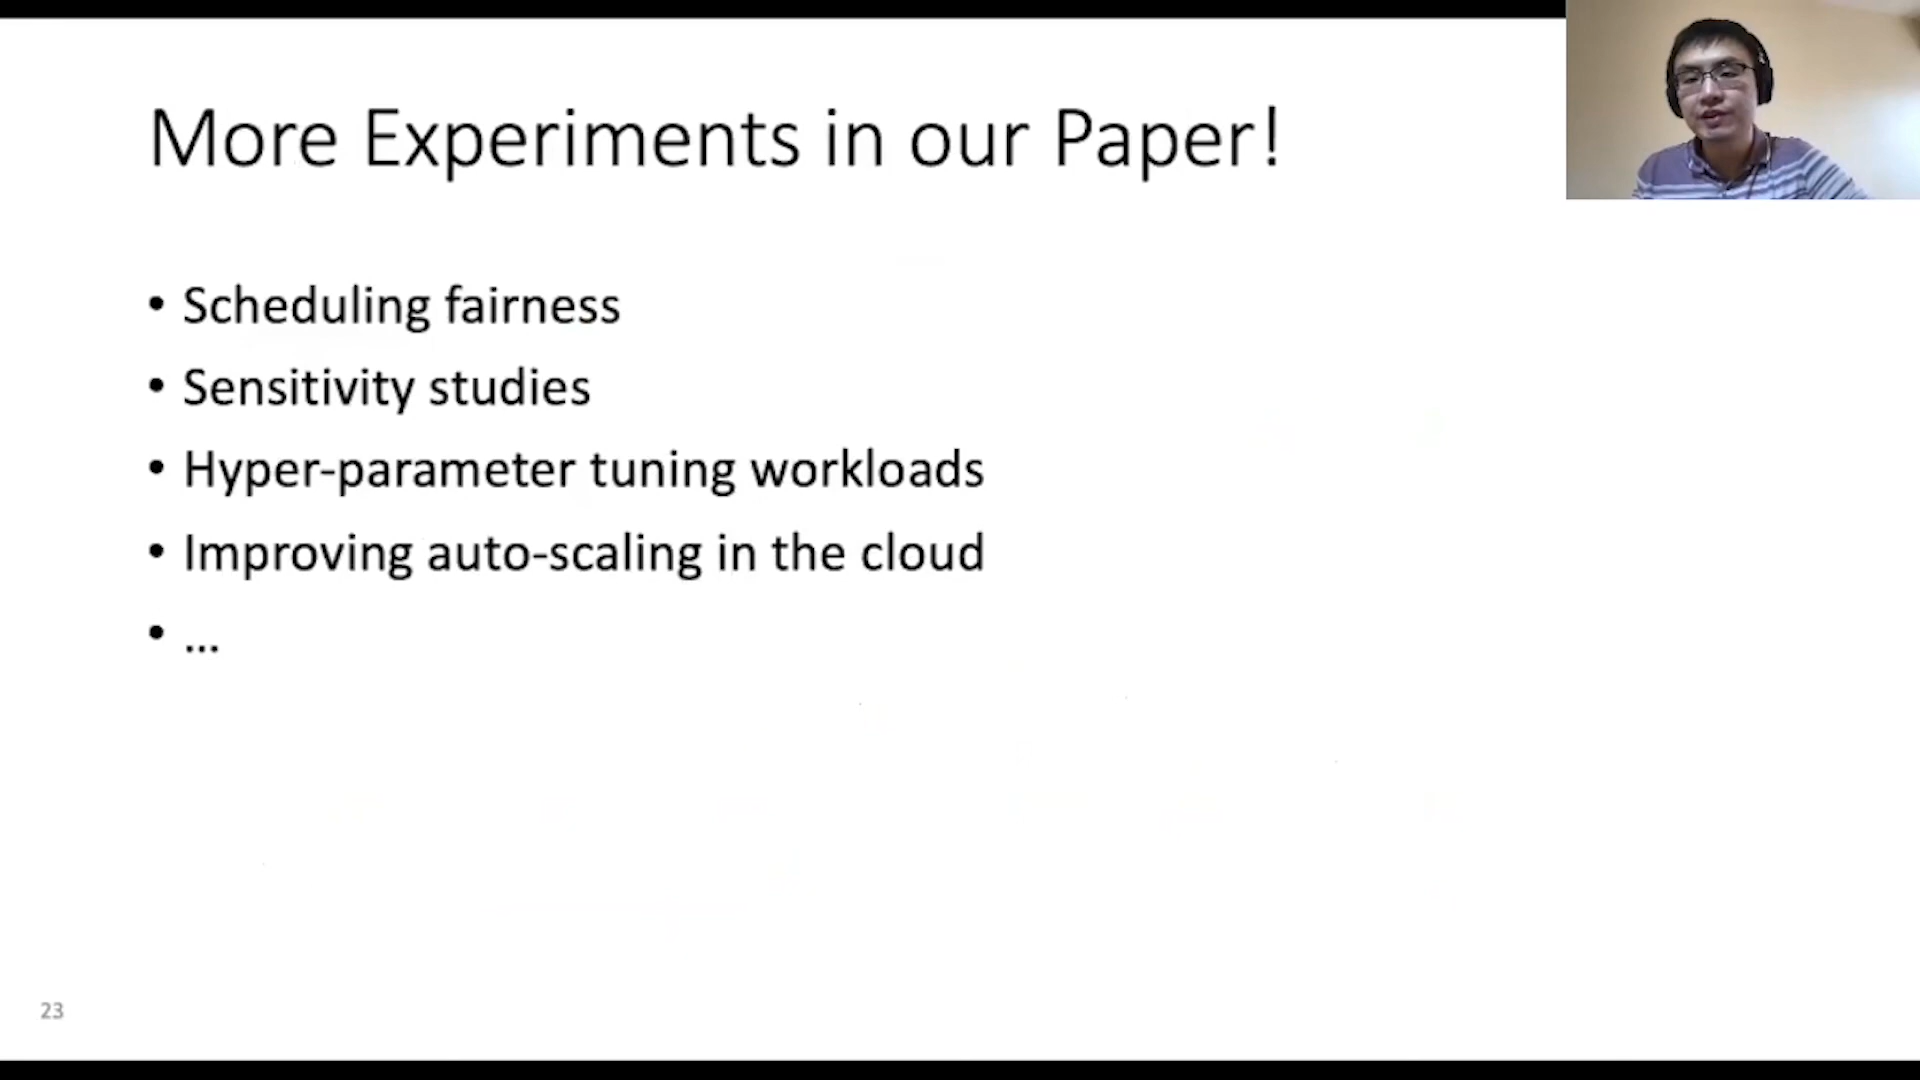 More Experiments in our Paper!
• Scheduling fairness
• Sensitivity studies
• Hyper-parameter tuning workloads
• Improving auto-scaling in the cloud
• ...
23